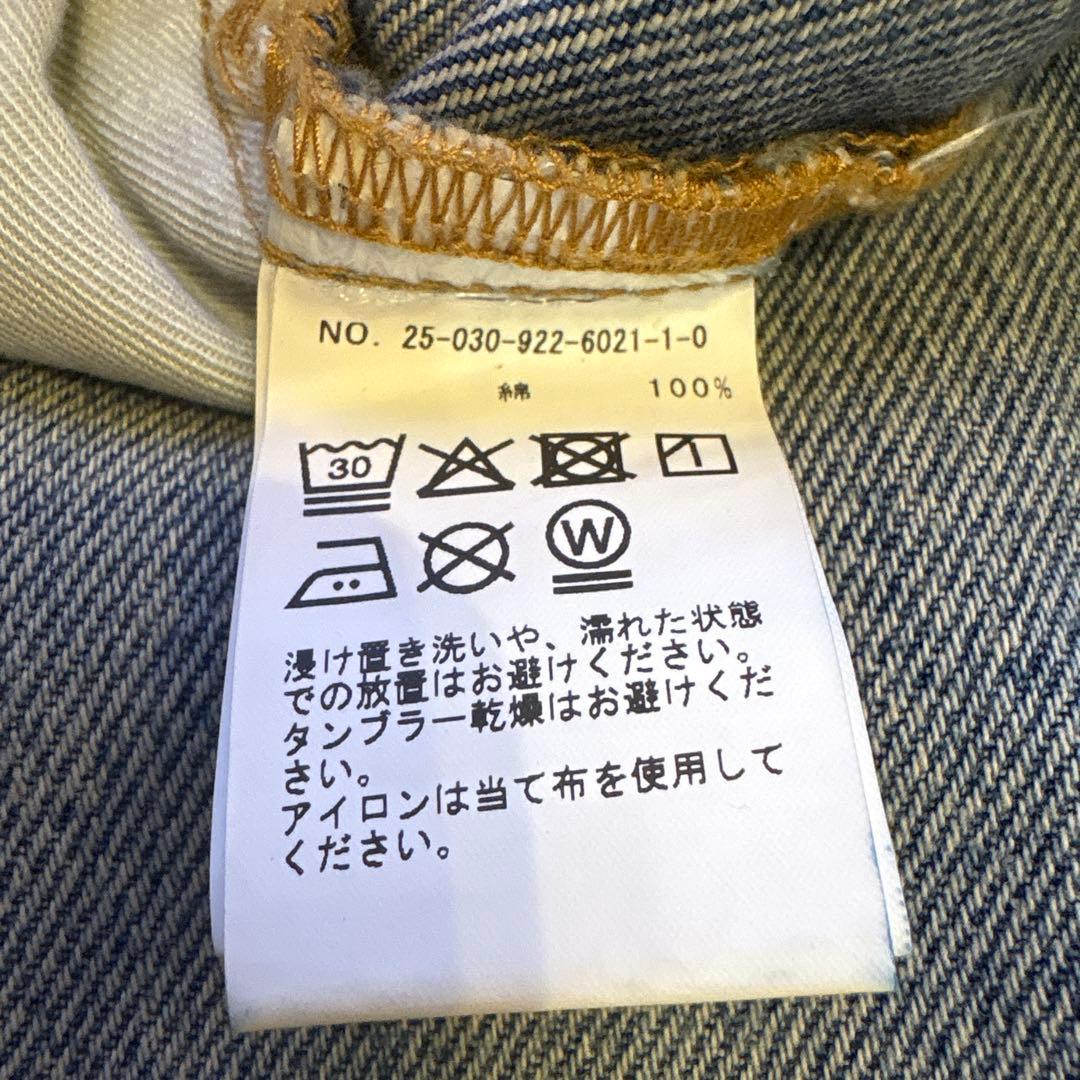 NO. 25-030-922-6021-1-0
綿 100%
30
1
W
浸け置き洗いや、濡れた状態
での放置はお避けください。
タンブラー乾燥はお避けくだ
さい。
アイロンは当て布を使用して
ください。